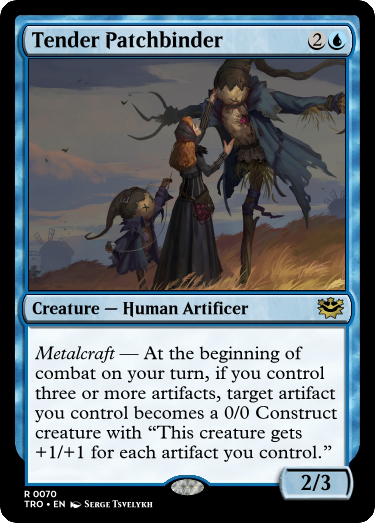 Tender Patchbinder 2
Creature — Human Artificer
Metalcraft — At the beginning of
combat on your turn, if you control
three or more artifacts, target artifact
you control becomes a 0/0 Construct
creature with “This creature gets
+1/+1 for each artifact you control.”
2/3
R 0070
TRO • EN Serge Tsvelykh